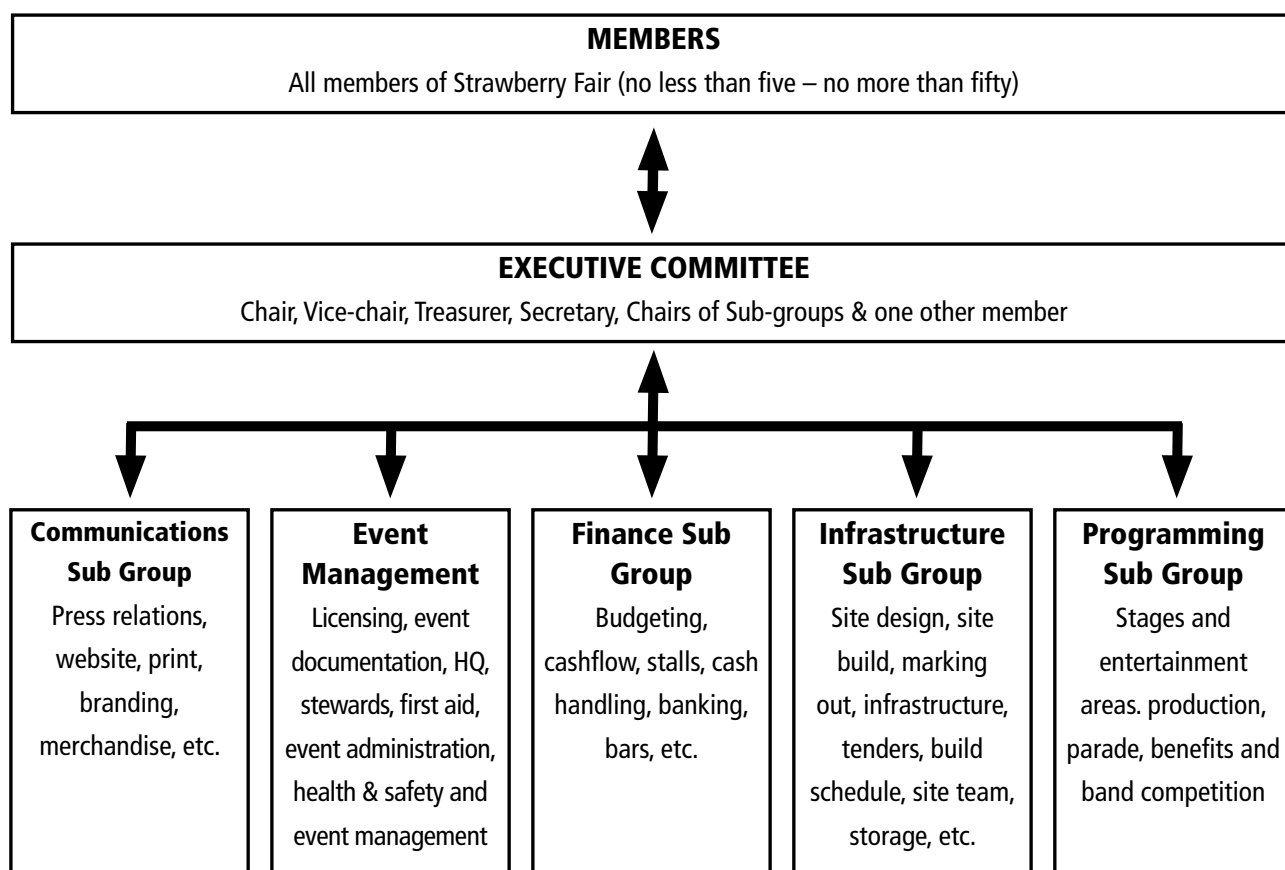 MEMBERS
All members of Strawberry Fair (no less than five – no more than fifty)
EXECUTIVE COMMITTEE
Chair, Vice-chair, Treasurer, Secretary, Chairs of Sub-groups & one other member
Communications
Sub Group
Press relations,
website, print,
branding,
merchandise, etc.
Event
Management
Licensing, event
documentation, HQ,
stewards, first aid,
event administration,
health & safety and
event management
Finance Sub
Group
Budgeting,
cashflow, stalls, cash
handling, banking,
bars, etc.
Infrastructure
Sub Group
Site design, site
build, marking
out, infrastructure,
tenders, build
schedule, site team,
storage, etc.
Programming
Sub Group
Stages and
entertainment
areas. production,
parade, benefits and
band competition